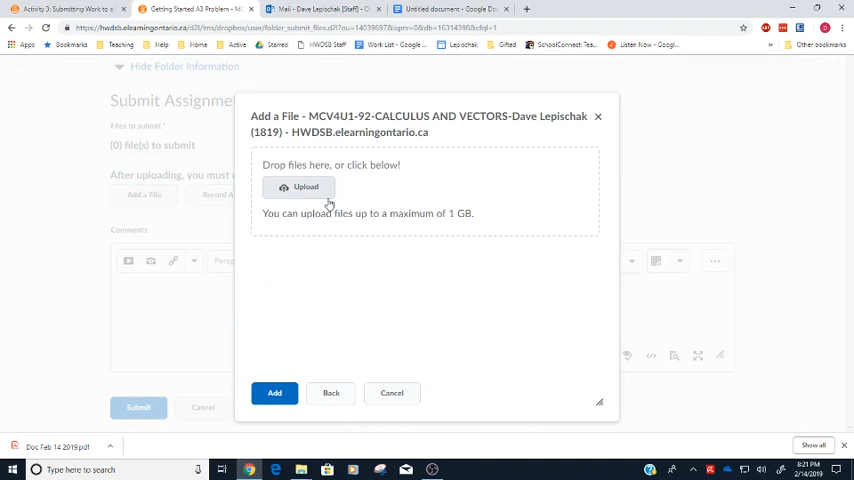 Activity 3: Submitting Work to a
Getting Started A3 Problem - MC
Mail - Dave Lepischak [Staff] - O
Untitled document - Google Do
https://hwdsb.elearningontario.ca/d2l/lms/dropbox/user/folder_submit_files.d2l?ou=14039697&isprv=0&db=16314398&cfql=1
Apps
Bookmarks
Teaching
Help
Home
Active
Starred
HWDSB Staff
Work List - Google...
Lepischak
Gifted
SchoolConnect: Tea...
Listen Now - Googl...
»
Other bookmarks
Hide Folder Information
Submit Assignme
Files to submit *
(0) file(s) to submit
After uploading, you must
Add a File
Record A
Comments
Paragr
Submit
Cancel
Add a File - MCV4U1-92-CALCULUS AND VECTORS-Dave Lepischak
(1819) - HWDSB.elearningontario.ca
Drop files here, or click below!
Upload
You can upload files up to a maximum of 1 GB.
Add
Back
Cancel
Doc Feb 14 2019.pdf
Show all
Type here to search
8:21 PM
2/14/2019